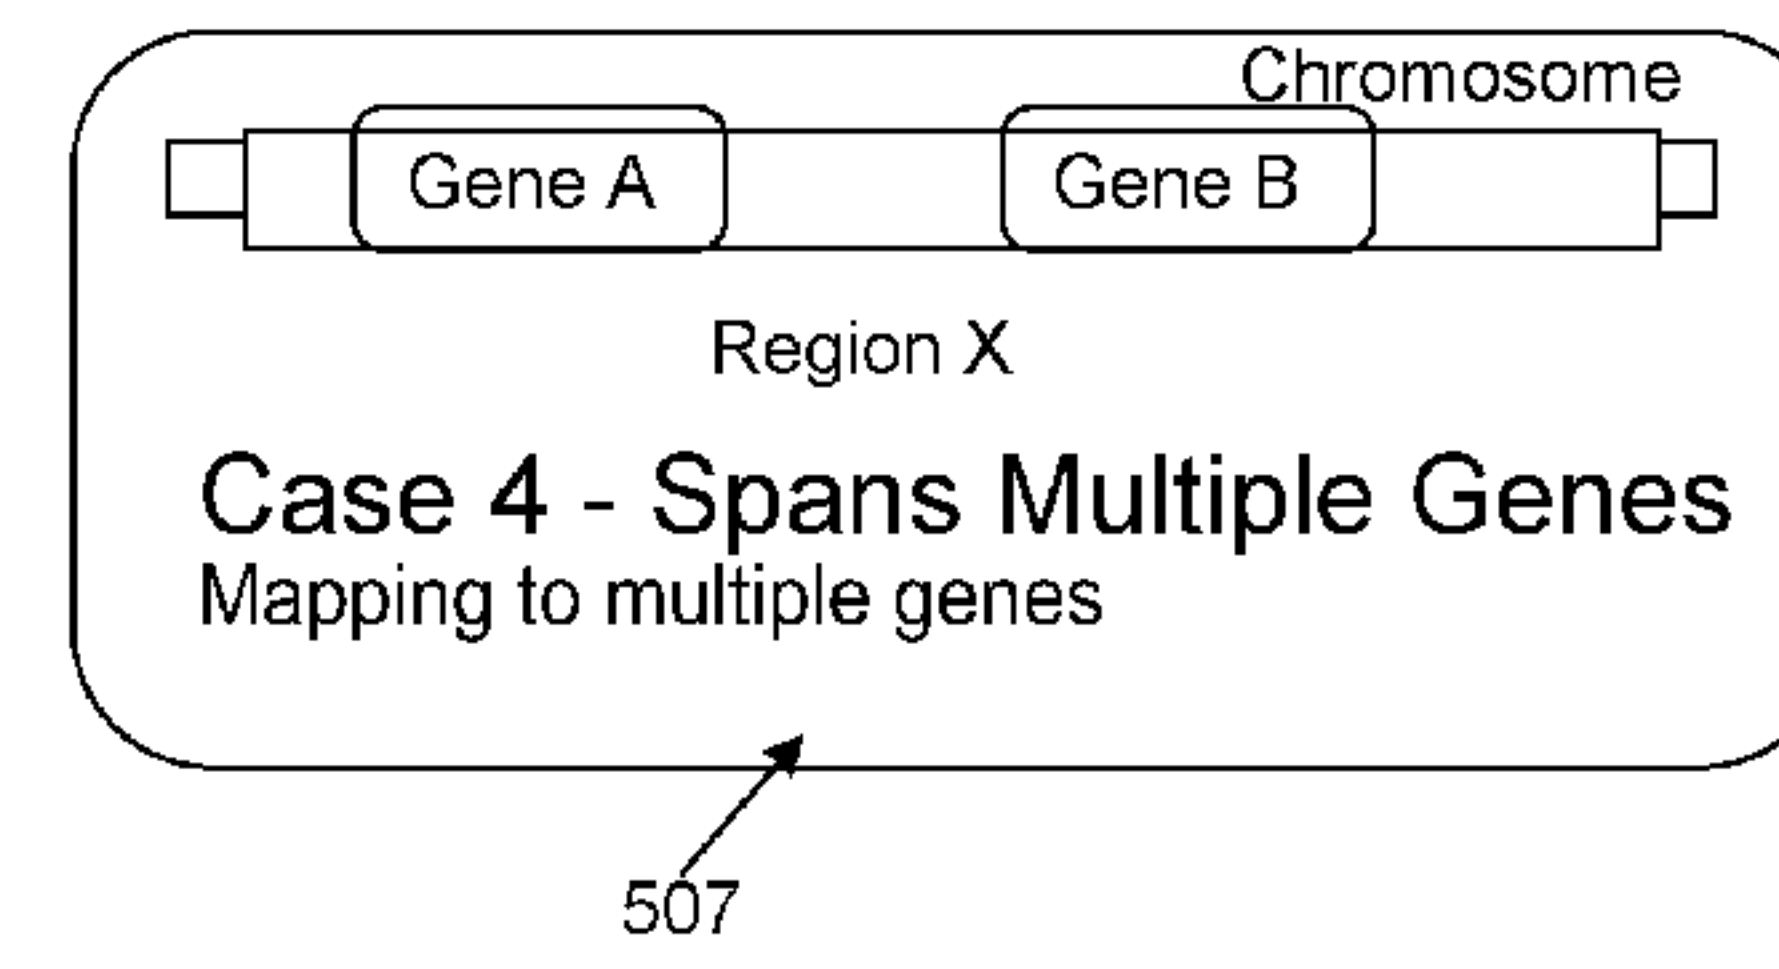 Chromosome
Gene A Gene B
Region X
Case 4 - Spans Multiple Genes
Mapping to multiple genes
507